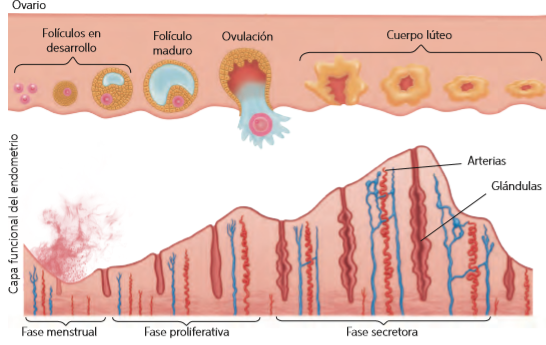 Ovario
Folículos en
desarrollo
Folículo
maduro
Ovulación
Cuerpo lúteo
Capa funcional del endometrio
Arterias
Glándulas
Fase menstrual
Fase proliferativa
Fase secretora